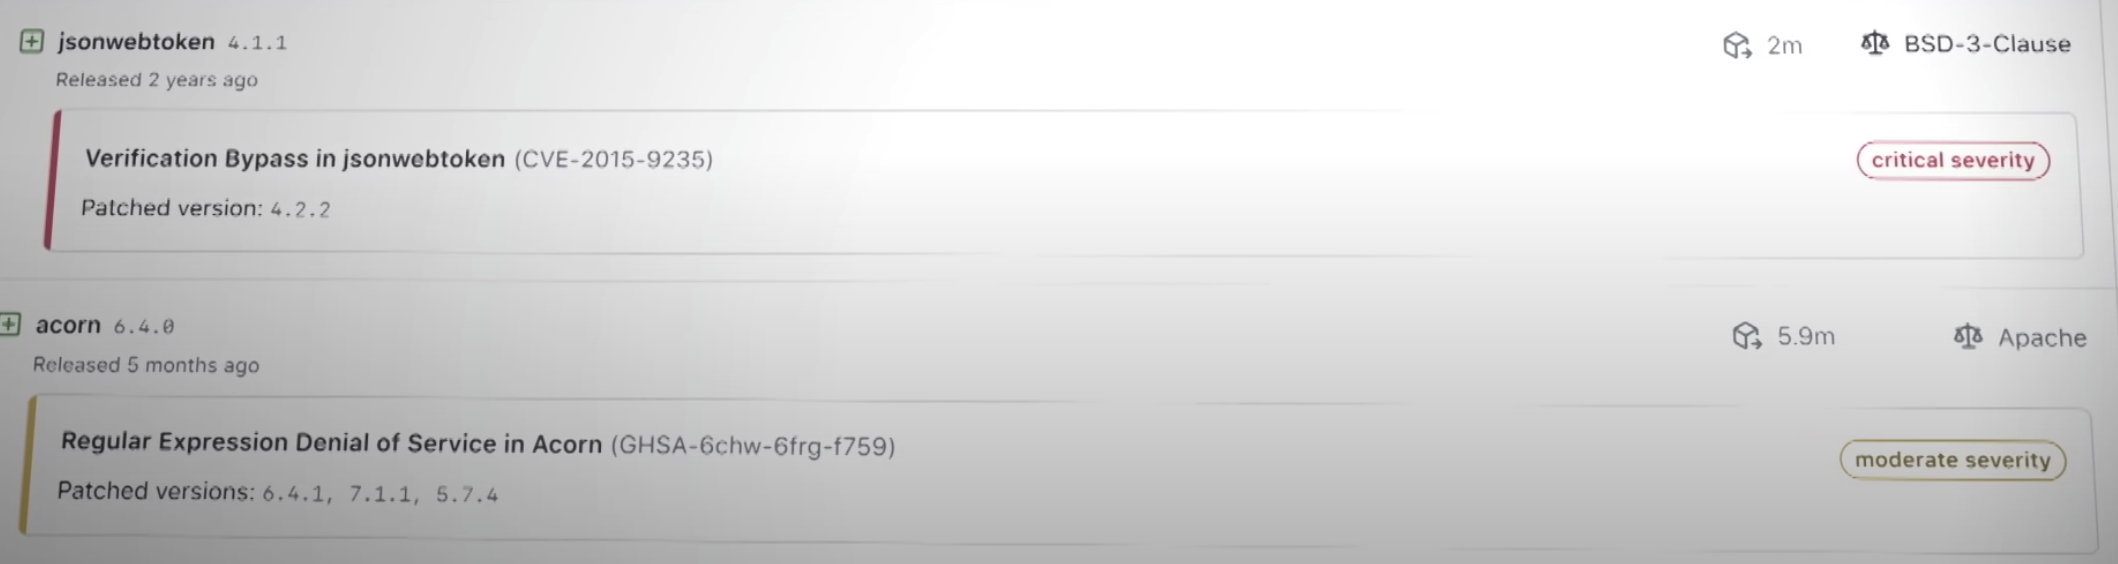 jsonwebtoken 4.1.1 2m BSD-3-Clause
Released 2 years ago
Verification Bypass in jsonwebtoken (CVE-2015-9235) critical severity
Patched version: 4.2.2
acorn 6.4.0 5.9m Apache
Released 5 months ago
Regular Expression Denial of Service in Acorn (GHSA-6chw-6frg-f759) moderate severity
Patched versions: 6.4.1, 7.1.1, 5.7.4